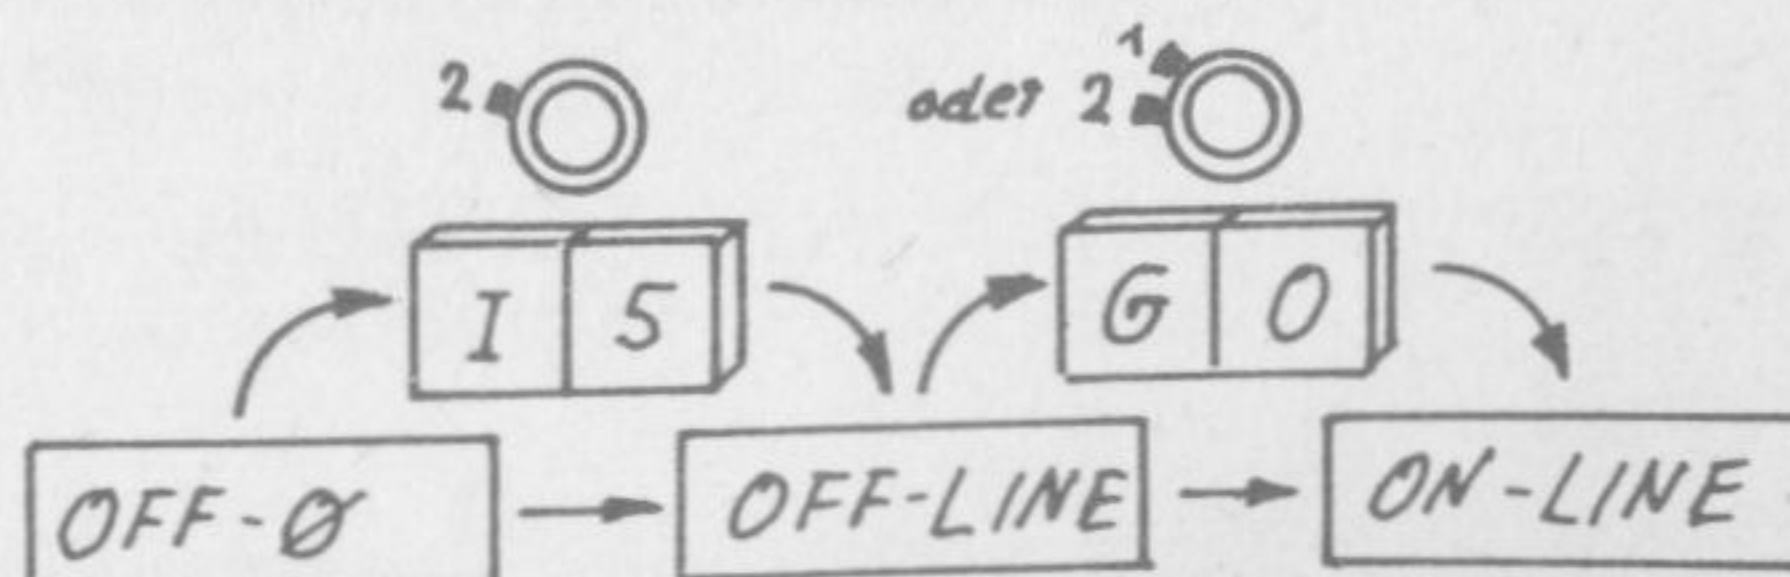 1
2 oder 2
I 5 G O
OFF-Ø OFF-LINE ON-LINE